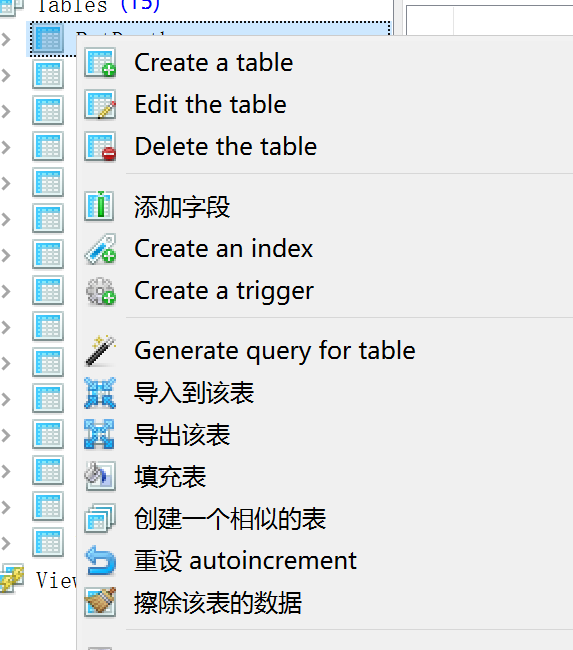 Tables (15)
Create a table
Edit the table
Delete the table
添加字段
Create an index
Create a trigger
Generate query for table
导入到该表
导出该表
填充表
创建一个相似的表
重设 autoincrement
擦除该表的数据